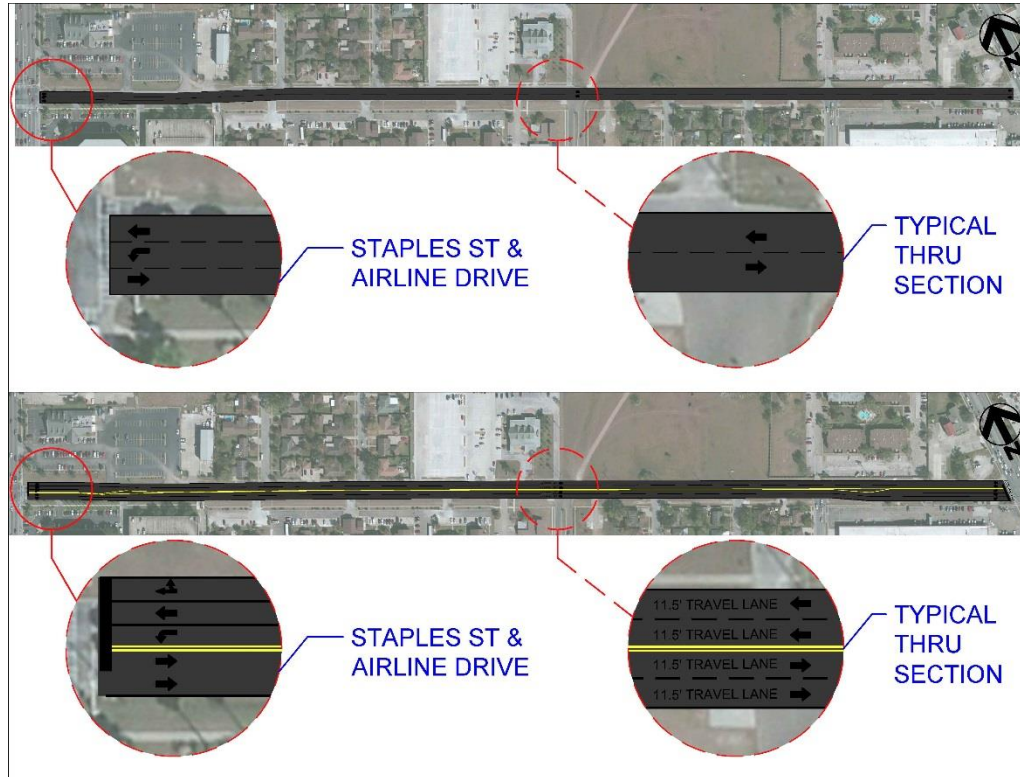 N
STAPLES ST &
AIRLINE DRIVE
TYPICAL
THRU
SECTION
N
STAPLES ST &
AIRLINE DRIVE
11.5' TRAVEL LANE
11.5' TRAVEL LANE
11.5' TRAVEL LANE
11.5' TRAVEL LANE
TYPICAL
THRU
SECTION